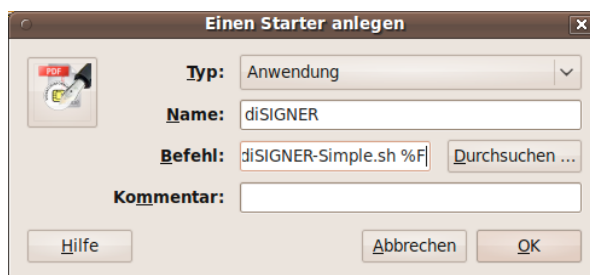 Einen Starter anlegen
PDF
Typ: Anwendung
Name: diSIGNER
Befehl: diSIGNER-Simple.sh %F Durchsuchen ...
Kommentar:
Hilfe Abbrechen OK